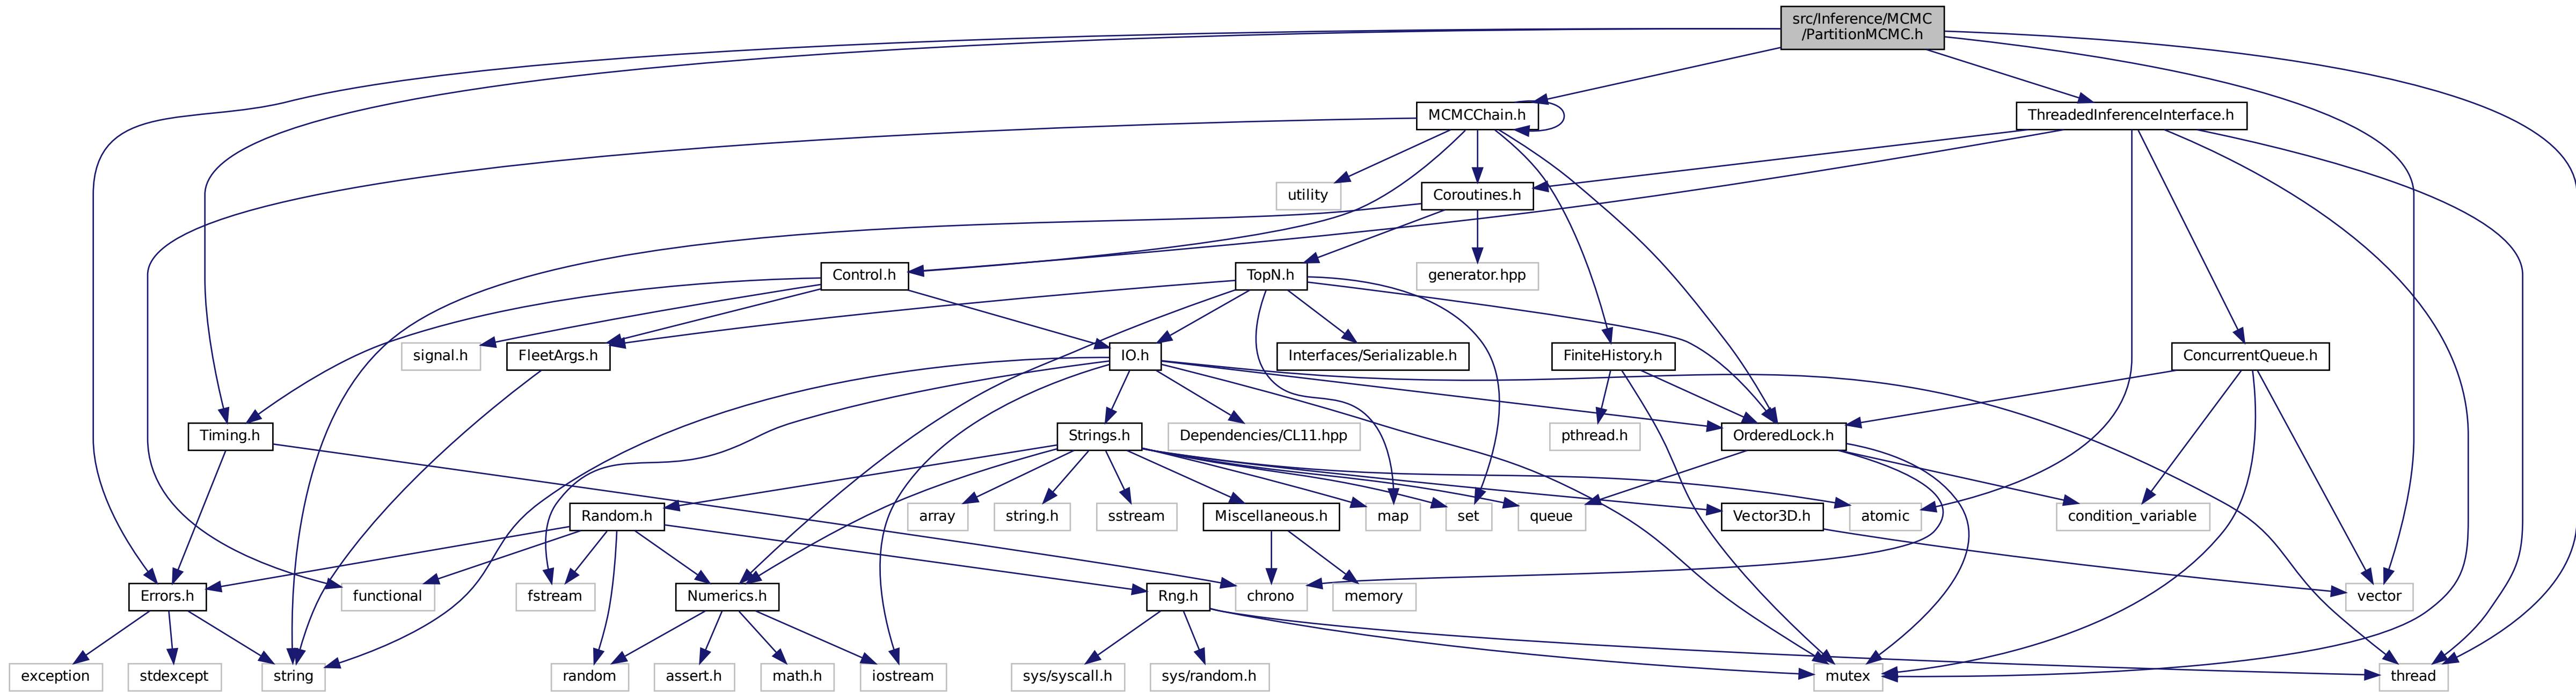 src/Inference/MCMC
/PartitionMCMC.h
MCMCChain.h
ThreadedInferenceInterface.h
utility
Coroutines.h
Control.h
TopN.h
generator.hpp
signal.h
FleetArgs.h
IO.h
Interfaces/Serializable.h
FiniteHistory.h
ConcurrentQueue.h
Timing.h
Strings.h
Dependencies/CL11.hpp
pthread.h
OrderedLock.h
Random.h
array
string.h
sstream
Miscellaneous.h
map
set
queue
Vector3D.h
atomic
condition_variable
Errors.h
functional
fstream
Numerics.h
Rng.h
chrono
memory
vector
exception
stdexcept
string
random
assert.h
math.h
iostream
sys/syscall.h
sys/random.h
mutex
thread